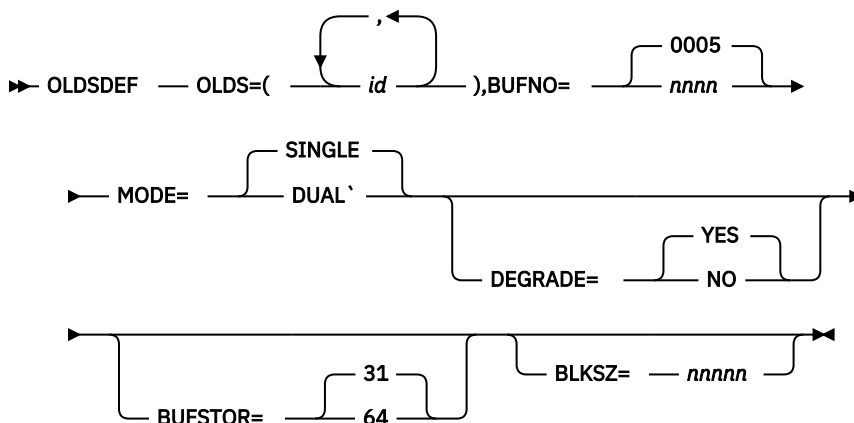 ,
0005
OLDSDEF OLDS=( id ),BUFNO= nnnn
SINGLE
MODE= DUAL`
YES
DEGRADE= NO
31
BLKSZ= nnnnn
BUFSTOR= 64